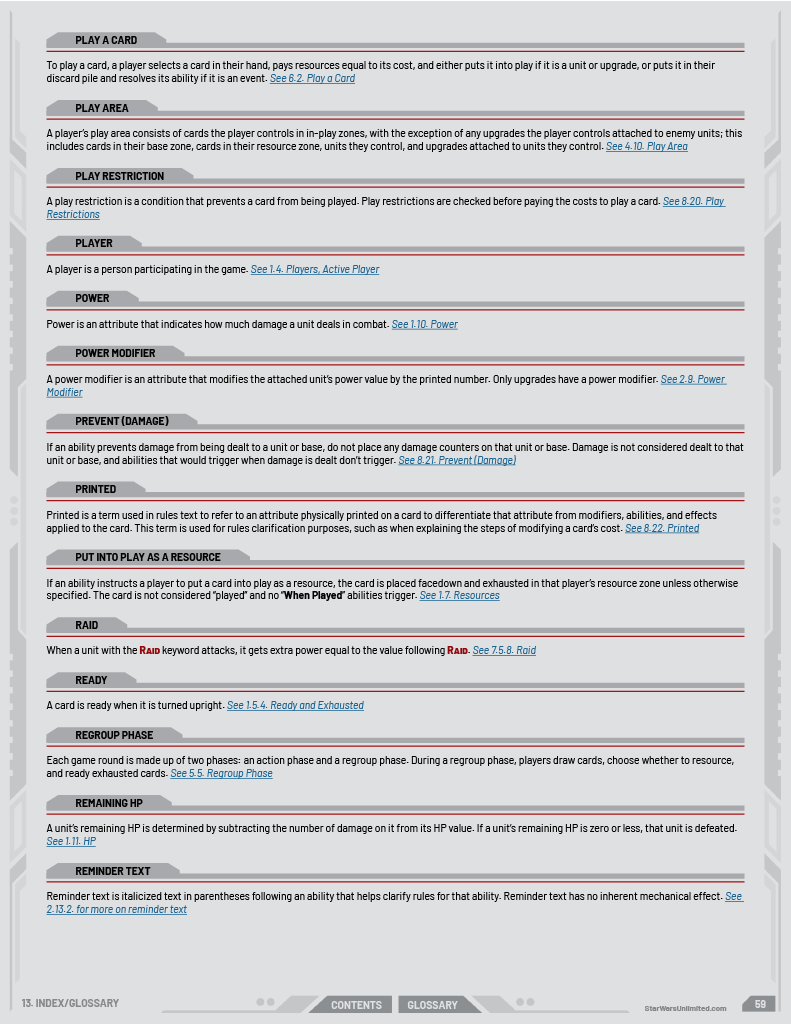 PLAY A CARD
To play a card, a player selects a card in their hand, pays resources equal to its cost, and either puts it into play if it is a unit or upgrade, or puts it in their
discard pile and resolves its ability if it is an event. See 6.2. Play a Card
PLAY AREA
A player's play area consists of cards the player controls in in-play zones, with the exception of any upgrades the player controls attached to enemy units; this
includes cards in their base zone, cards in their resource zone, units they control, and upgrades attached to units they control. See 4.10. Play Area
PLAY RESTRICTION
A play restriction is a condition that prevents a card from being played. Play restrictions are checked before paying the costs to play a card. See 8.20. Play
Restrictions
PLAYER
A player is a person participating in the game. See 1.4. Players, Active Player
POWER
Power is an attribute that indicates how much damage a unit deals in combat. See 1.10. Power
POWER MODIFIER
A power modifier is an attribute that modifies the attached unit's power value by the printed number. Only upgrades have a power modifier. See 2.9. Power
Modifier
PREVENT (DAMAGE)
If an ability prevents damage from being dealt to a unit or base, do not place any damage counters on that unit or base. Damage is not considered dealt to that
unit or base, and abilities that would trigger when damage is dealt don't trigger. See 8.21. Prevent (Damage)
PRINTED
Printed is a term used in rules text to refer to an attribute physically printed on a card to differentiate that attribute from modifiers, abilities, and effects
applied to the card. This term is used for rules clarification purposes, such as when explaining the steps of modifying a card's cost. See 8.22. Printed
PUT INTO PLAY AS A RESOURCE
If an ability instructs a player to put a card into play as a resource, the card is placed facedown and exhausted in that player's resource zone unless otherwise
specified. The card is not considered "played" and no "When Played" abilities trigger. See 1.7. Resources
RAID
When a unit with the RAID keyword attacks, it gets extra power equal to the value following RAID. See 7.5.8. Raid
READY
A card is ready when it is turned upright. See 1.5.4. Ready and Exhausted
REGROUP PHASE
Each game round is made up of two phases: an action phase and a regroup phase. During a regroup phase, players draw cards, choose whether to resource,
and ready exhausted cards. See 5.5. Regroup Phase
REMAINING HP
A unit's remaining HP is determined by subtracting the number of damage on it from its HP value. If a unit's remaining HP is zero or less, that unit is defeated.
See 1.11. HP
REMINDER TEXT
Reminder text is italicized text in parentheses following an ability that helps clarify rules for that ability. Reminder text has no inherent mechanical effect. See
2.13.2. for more on reminder text
13. INDEX/GLOSSARY
CONTENTS
GLOSSARY
StarWarsUnlimited.com
59